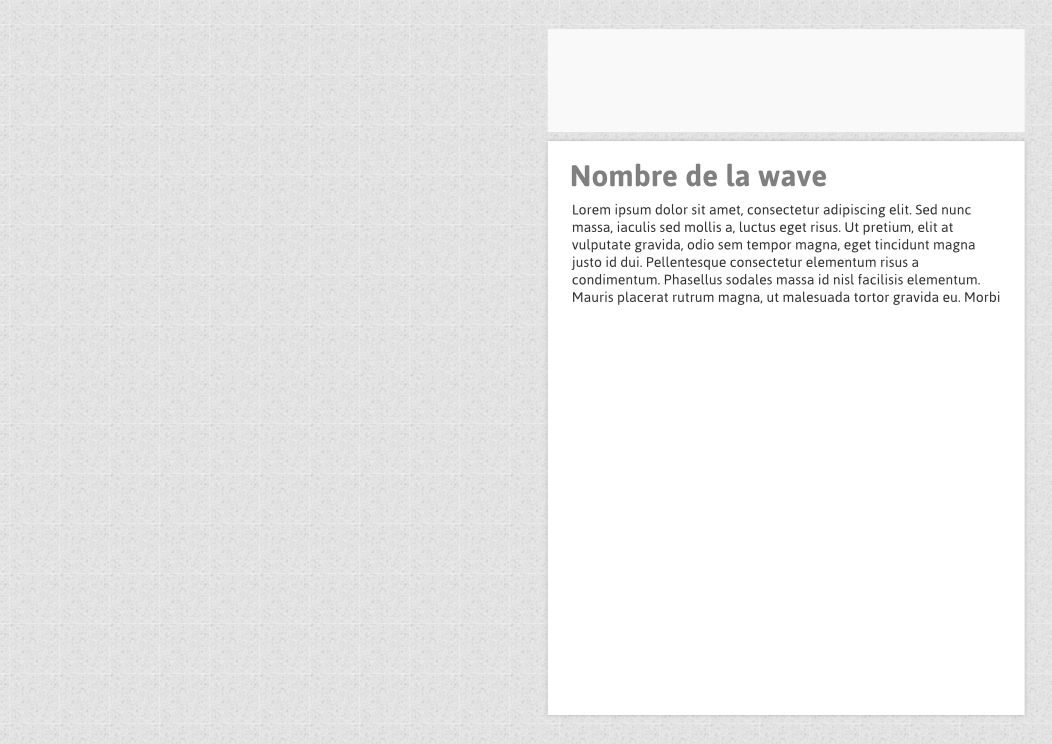 Nombre de la wave
Lorem ipsum dolor sit amet, consectetur adipiscing elit. Sed nunc
massa, iaculis sed mollis a, luctus eget risus. Ut pretium, elit at
vulputate gravida, odio sem tempor magna, eget tincidunt magna
justo id dui. Pellentesque consectetur elementum risus a
condimentum. Phasellus sodales massa id nisl facilisis elementum.
Mauris placerat rutrum magna, ut malesuada tortor gravida eu. Morbi